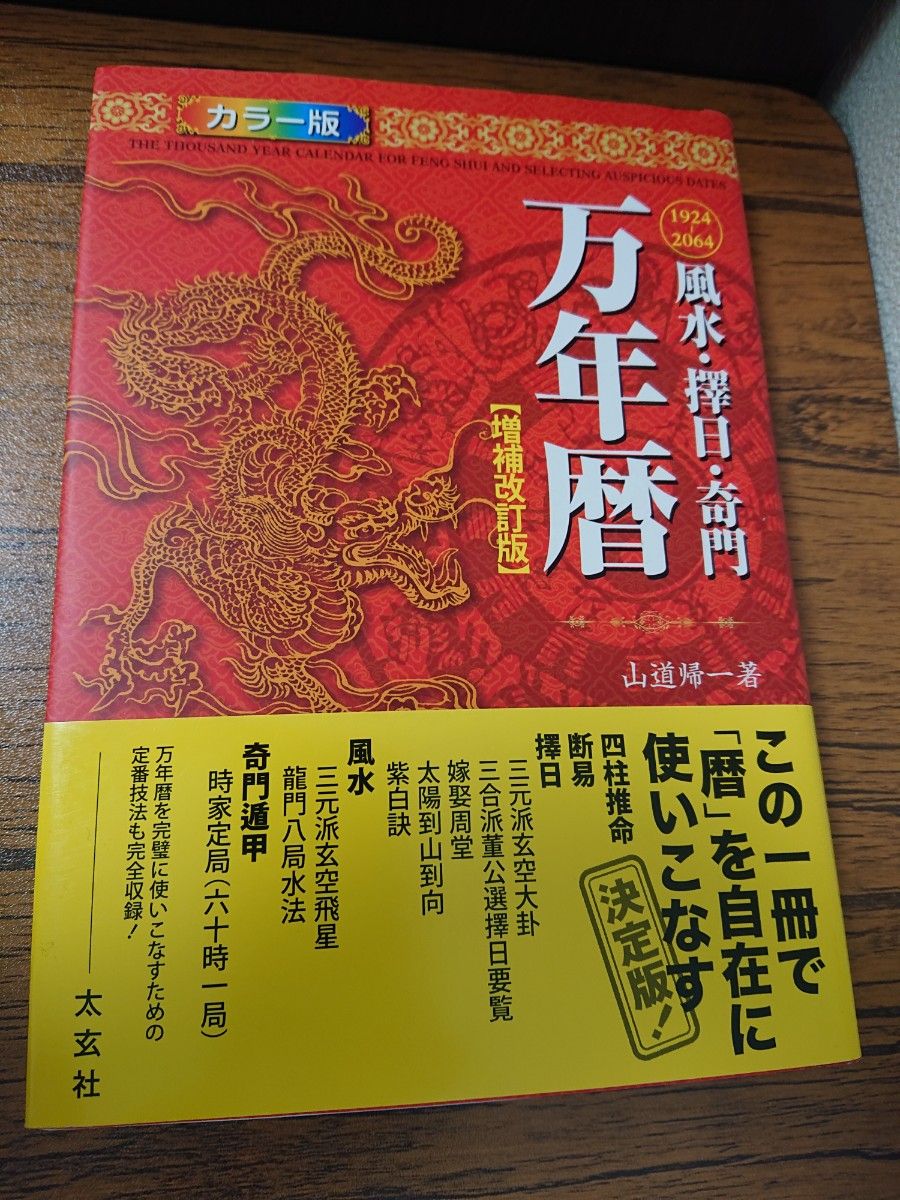 カラー版
THE THOUSAND YEAR CALENDAR FOR FENG SHUI AND SELECTING AUSPICIOUS DATES
1924
2064
風水・擇日・奇門
万年暦
【増補改訂版】
山道帰一著
この一冊で
「暦」を自在に
使いこなす
決定版!
四柱推命
断易
擇日
三元派玄空大卦
三合派董公選擇日要覧
嫁娶周堂
太陽到山到向
紫白訣
風水
三元派玄空飛星
龍門八局水法
奇門遁甲
時家定局(六十時一局)
万年暦を完璧に使いこなすための
定番技法も完全収録!
太玄社